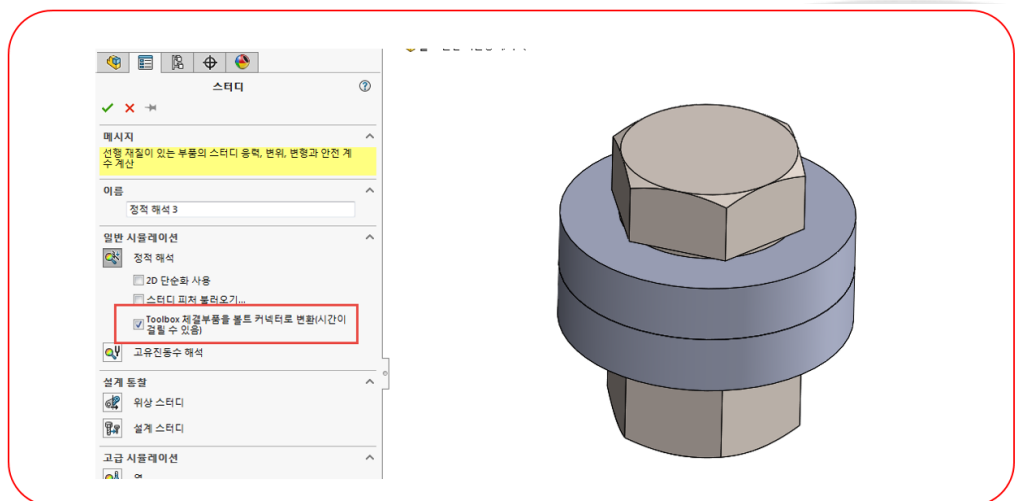 스터디
메시지
선형 재질이 있는 부품의 스터디 응력, 변위, 변형과 안전 계
수 계산
이름
정적 해석 3
일반 시뮬레이션
정적 해석
2D 단순화 사용
스터디 피처 불러오기...
Toolbox 체결부품을 볼트 커넥터로 변환(시간이
걸릴 수 있음)
고유진동수 해석
설계 통찰
위상 스터디
설계 스터디
고급 시뮬레이션